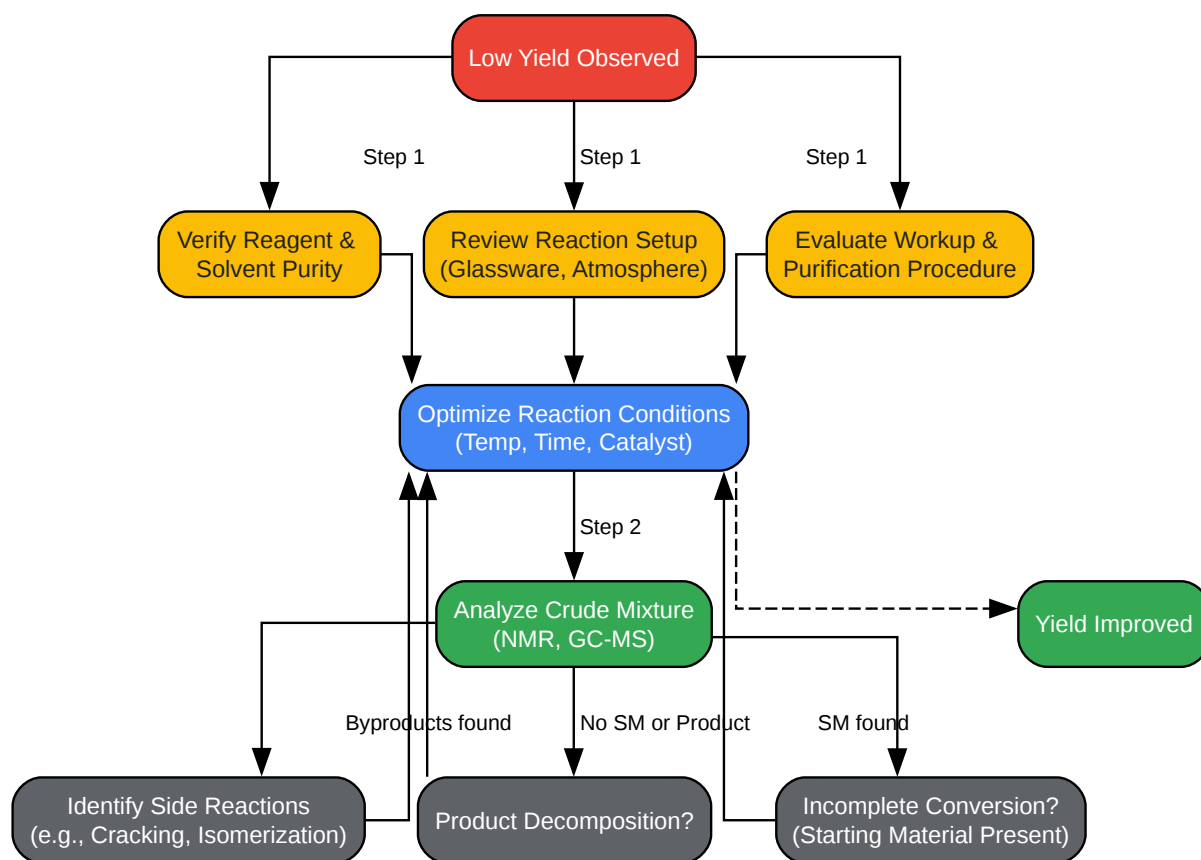 Low Yield Observed
Step 1
Step 1
Step 1
Verify Reagent &
Solvent Purity
Review Reaction Setup
(Glassware, Atmosphere)
Evaluate Workup &
Purification Procedure
Optimize Reaction Conditions
(Temp, Time, Catalyst)
Step 2
Analyze Crude Mixture
(NMR, GC-MS)
Yield Improved
Byproducts found
No SM or Product
SM found
Identify Side Reactions
(e.g., Cracking, Isomerization)
Product Decomposition?
Incomplete Conversion?
(Starting Material Present)